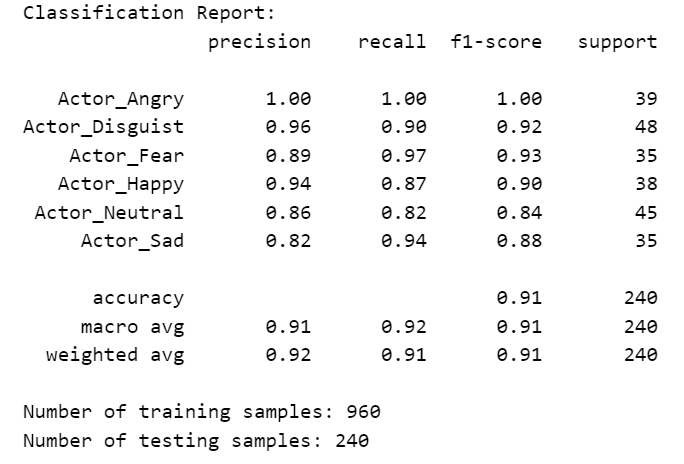 Classification Report:
precision recall f1-score support
Actor_Angry 1.00 1.00 1.00 39
Actor_Disguist 0.96 0.90 0.92 48
Actor_Fear 0.89 0.97 0.93 35
Actor_Happy 0.94 0.87 0.90 38
Actor_Neutral 0.86 0.82 0.84 45
Actor_Sad 0.82 0.94 0.88 35
accuracy 0.91 240
macro avg 0.91 0.92 0.91 240
weighted avg 0.92 0.91 0.91 240
Number of training samples: 960
Number of testing samples: 240